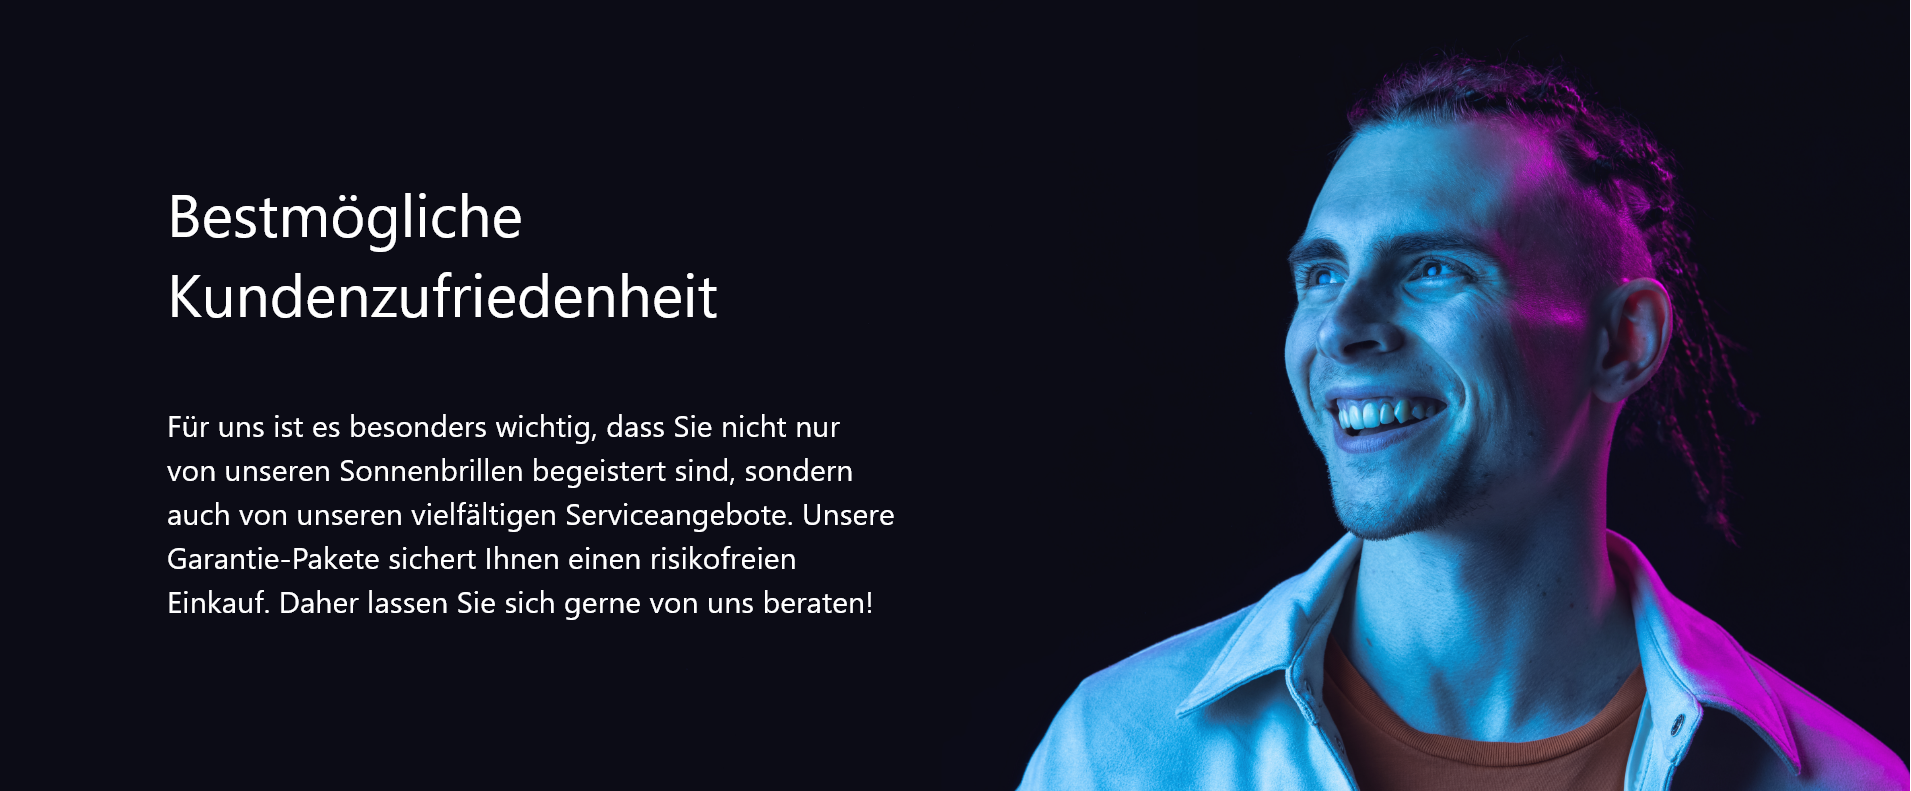 Bestmögliche
Kundenzufriedenheit
Für uns ist es besonders wichtig, dass Sie nicht nur
von unseren Sonnenbrillen begeistert sind, sondern
auch von unseren vielfältigen Serviceangebote. Unsere
Garantie-Pakete sichert Ihnen einen risikofreien
Einkauf. Daher lassen Sie sich gerne von uns beraten!